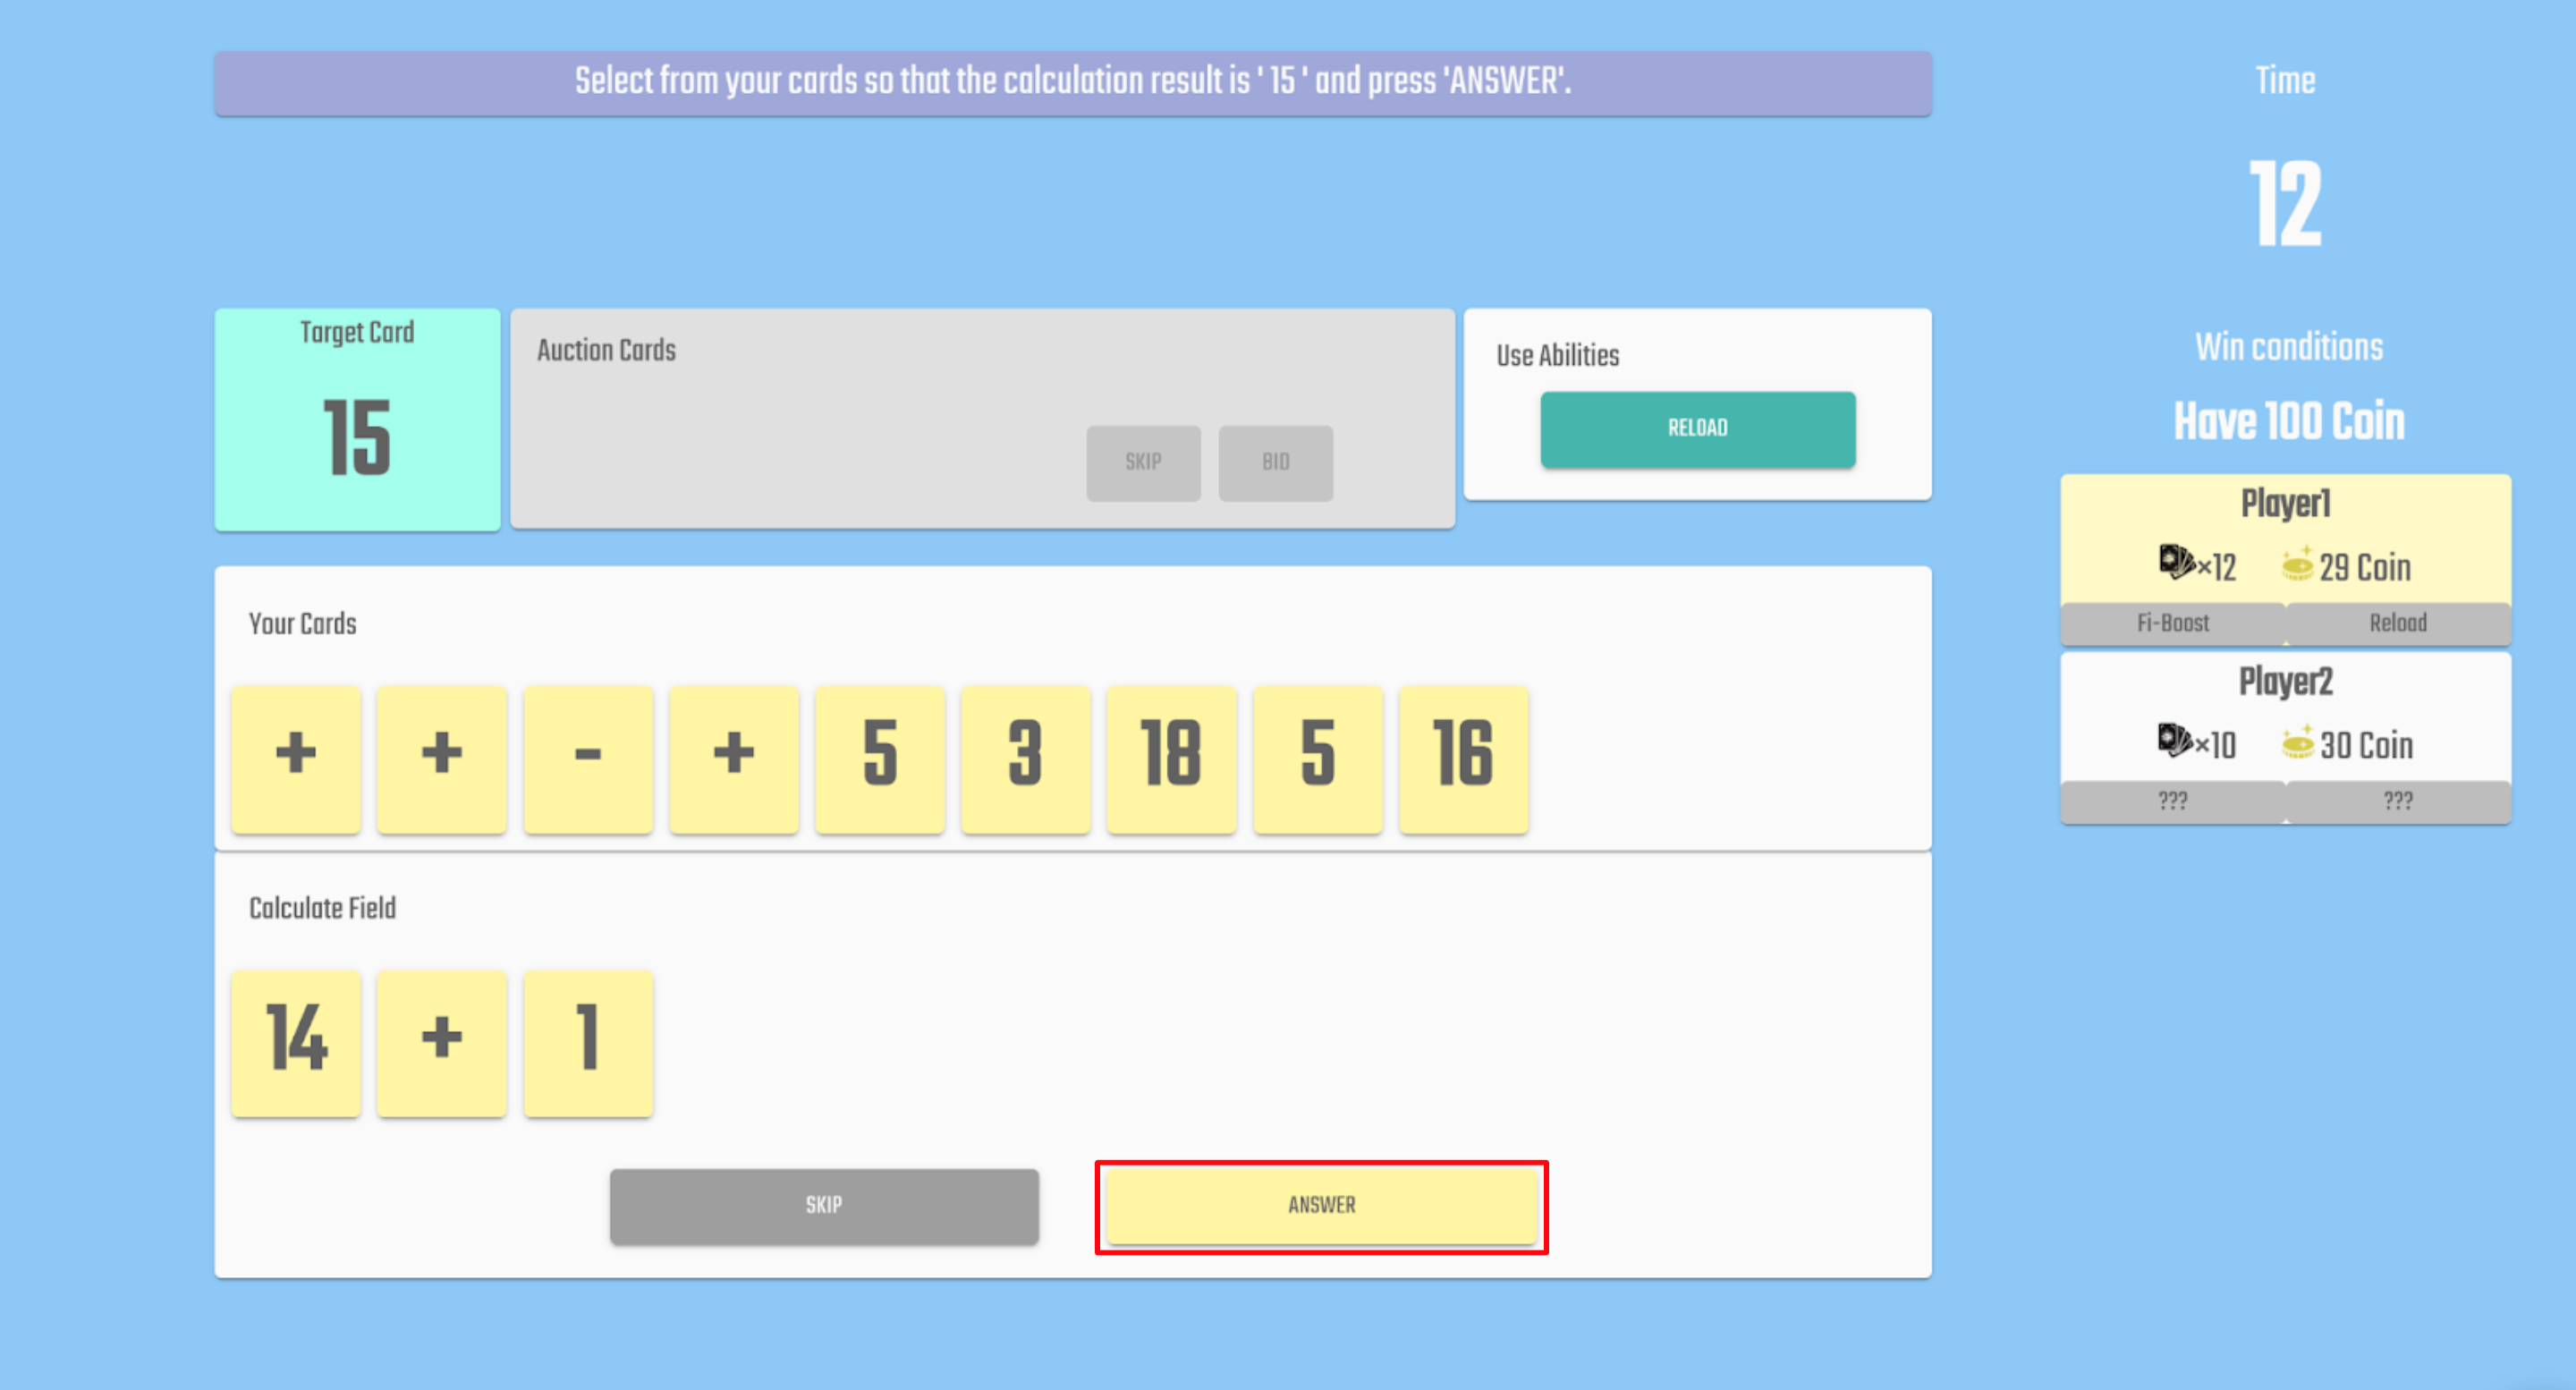 Select from your cards so that the calculation result is ' 15 ' and press 'ANSWER'.
Time
12
Target Card
15
Auction Cards
SKIP BID
Use Abilities
RELOAD
Win conditions
Have 100 Coin
Player1
×12 29 Coin
Fi-Boost Reload
Player2
×10 30 Coin
??? ???
Your Cards
+ + - + 5 3 18 5 16
Calculate Field
14 + 1
SKIP ANSWER